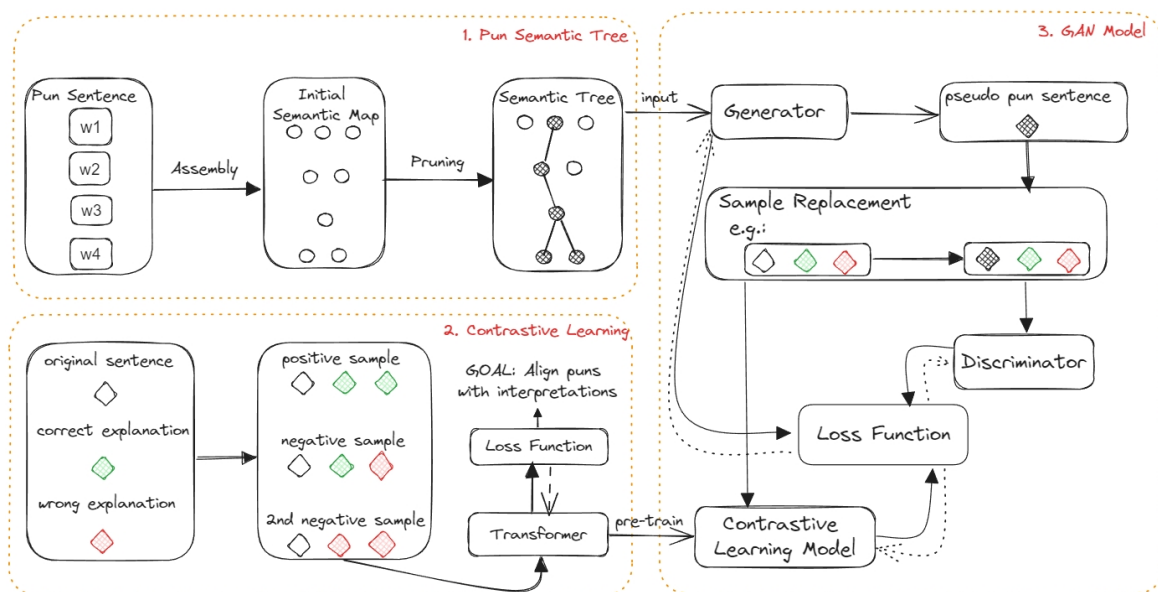 1. Pun Semantic Tree
Pun Sentence
w1
w2
w3
w4
Assembly
Initial
Semantic Map
Pruning
Semantic Tree
input
3. GAN Model
Generator
pseudo pun sentence
Sample Replacement
e.g.:
Discriminator
Loss Function
Contrastive
Learning Model
2. Contrastive Learning
original sentence
correct explanation
wrong explanation
positive sample
negative sample
2nd negative sample
GOAL: Align puns
with interpretations
Loss Function
Transformer
pre-train